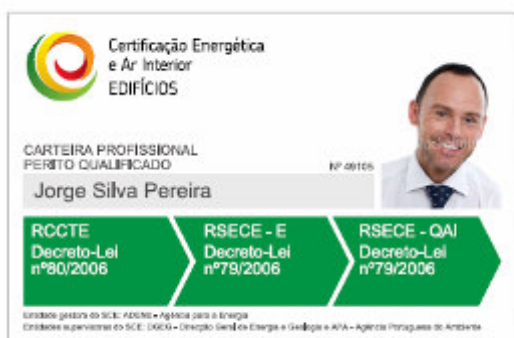 Certificação Energética
e Ar Interior
EDIFÍCIOS
CARTEIRA PROFISSIONAL
PERITO QUALIFICADO
Nº 49105
Jorge Silva Pereira
RCCTE
Decreto-Lei
nº80/2006
RSECE - E
Decreto-Lei
nº79/2006
RSECE - QAI
Decreto-Lei
nº79/2006
Entidade gestora do SCE: ADENE - Agência para a Energia
Entidades supervisoras do SCE: DGEG - Direcção Geral de Energia e Geologia e APA - Agência Portuguesa do Ambiente